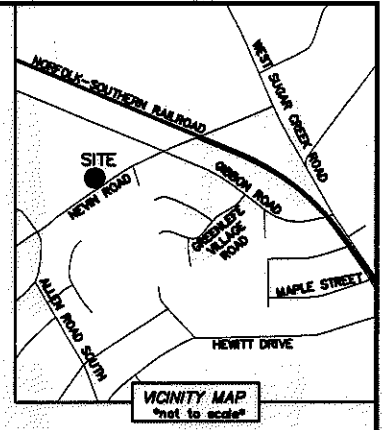 NORFOLK-SOUTHERN RAILROAD
WEST SUGAR CREEK ROAD
SITE
NEVIN ROAD
GIBBON ROAD
GREENLEFE
VILLAGE
ROAD
MAPLE STREET
ALLEN ROAD SOUTH
HEWITT DRIVE
VICINITY MAP
*not to scale*